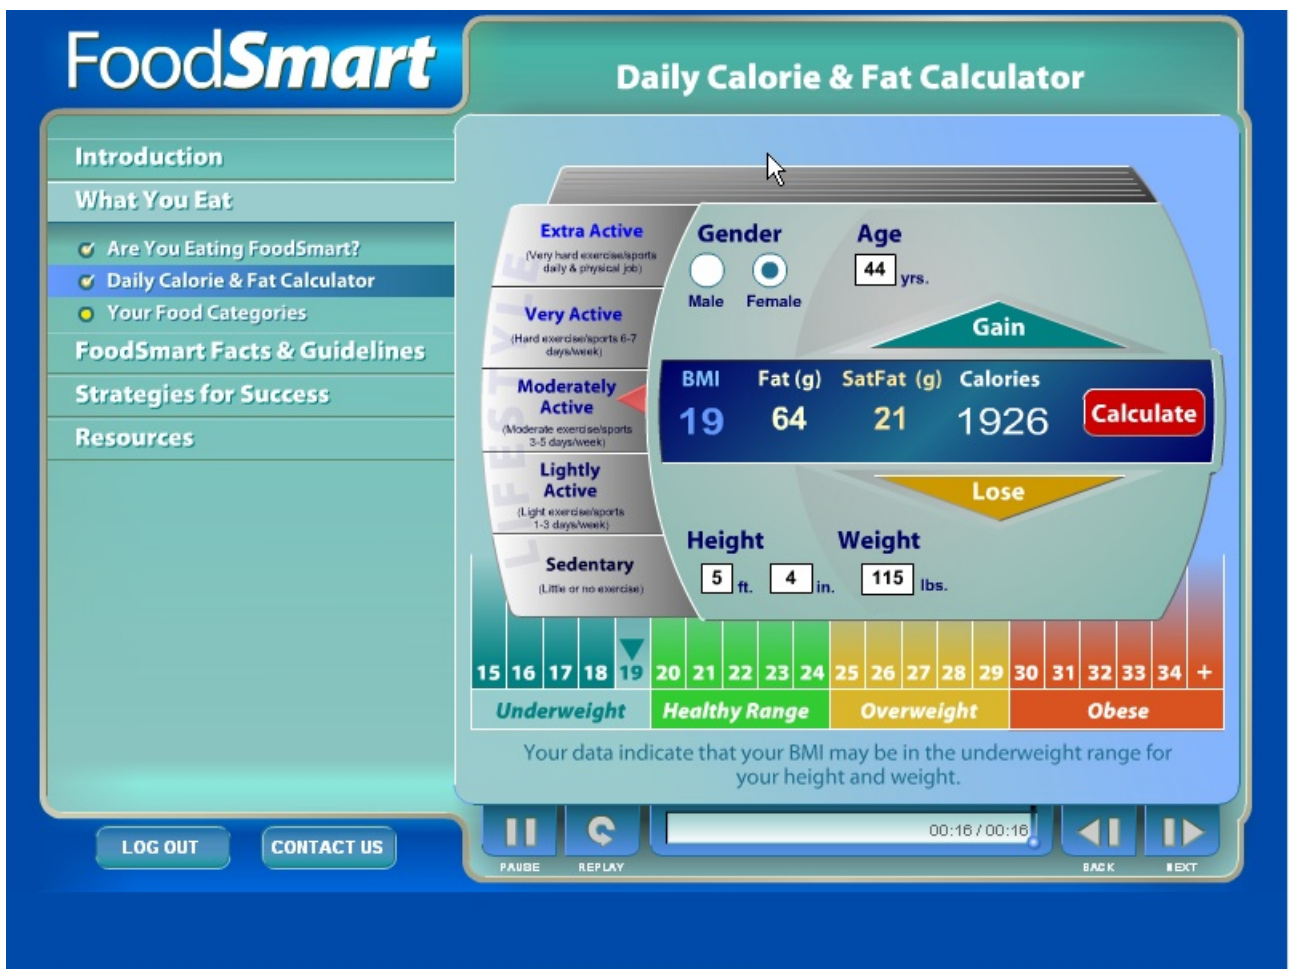 FoodSmart
Daily Calorie & Fat Calculator
Introduction
What You Eat
Are You Eating FoodSmart?
Daily Calorie & Fat Calculator
Your Food Categories
FoodSmart Facts & Guidelines
Strategies for Success
Resources
LOG OUT
CONTACT US
LIFESTYLE
Extra Active
(Very hard exercise/sports
daily & physical job)
Very Active
(Hard exercise/sports 6-7
days/week)
Moderately
Active
(Moderate exercise/sports
3-5 days/week)
Lightly
Active
(Light exercise/sports
1-3 days/week)
Sedentary
(Little or no exercise)
Gender
Male Female
Age
44 yrs.
Gain
BMI Fat (g) SatFat (g) Calories
19 64 21 1926
Calculate
Lose
Height Weight
5 ft. 4 in. 115 lbs.
15 16 17 18 19 20 21 22 23 24 25 26 27 28 29 30 31 32 33 34 +
Underweight Healthy Range Overweight Obese
Your data indicate that your BMI may be in the underweight range for
your height and weight.
00:16 / 00:16
PAUSE REPLAY BACK NEXT